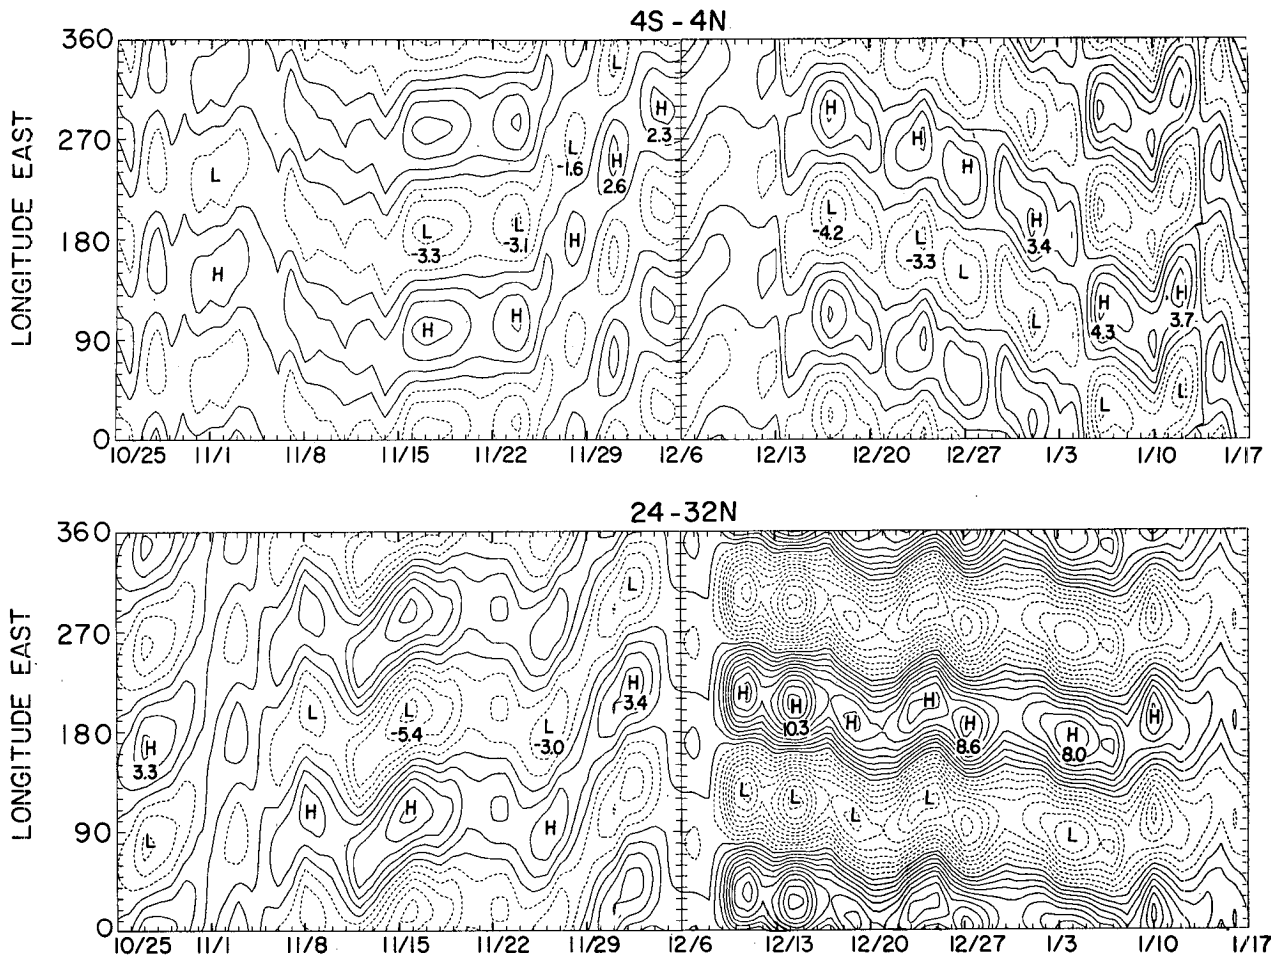 4S - 4N
LONGITUDE EAST
360
270
180
90
0
L
H
L
-3.3
H
L
-3.1
H
L
-1.6
H
L
H
2.6
H
2.3
H
L
-4.2
H
L
-3.3
H
L
H
3.4
L
H
4.3
L
H
3.7
L
10/25 11/1 11/8 11/15 11/22 11/29 12/6 12/13 12/20 12/27 1/3 1/10 1/17
24 - 32N
LONGITUDE EAST
360
270
180
90
0
H
3.3
L
L
H
L
-5.4
H
L
-3.0
H
L
H
3.4
H
L
H
10.3
L
H
L
H
L
H
8.6
H
8.0
L
H
10/25 11/1 11/8 11/15 11/22 11/29 12/6 12/13 12/20 12/27 1/3 1/10 1/17